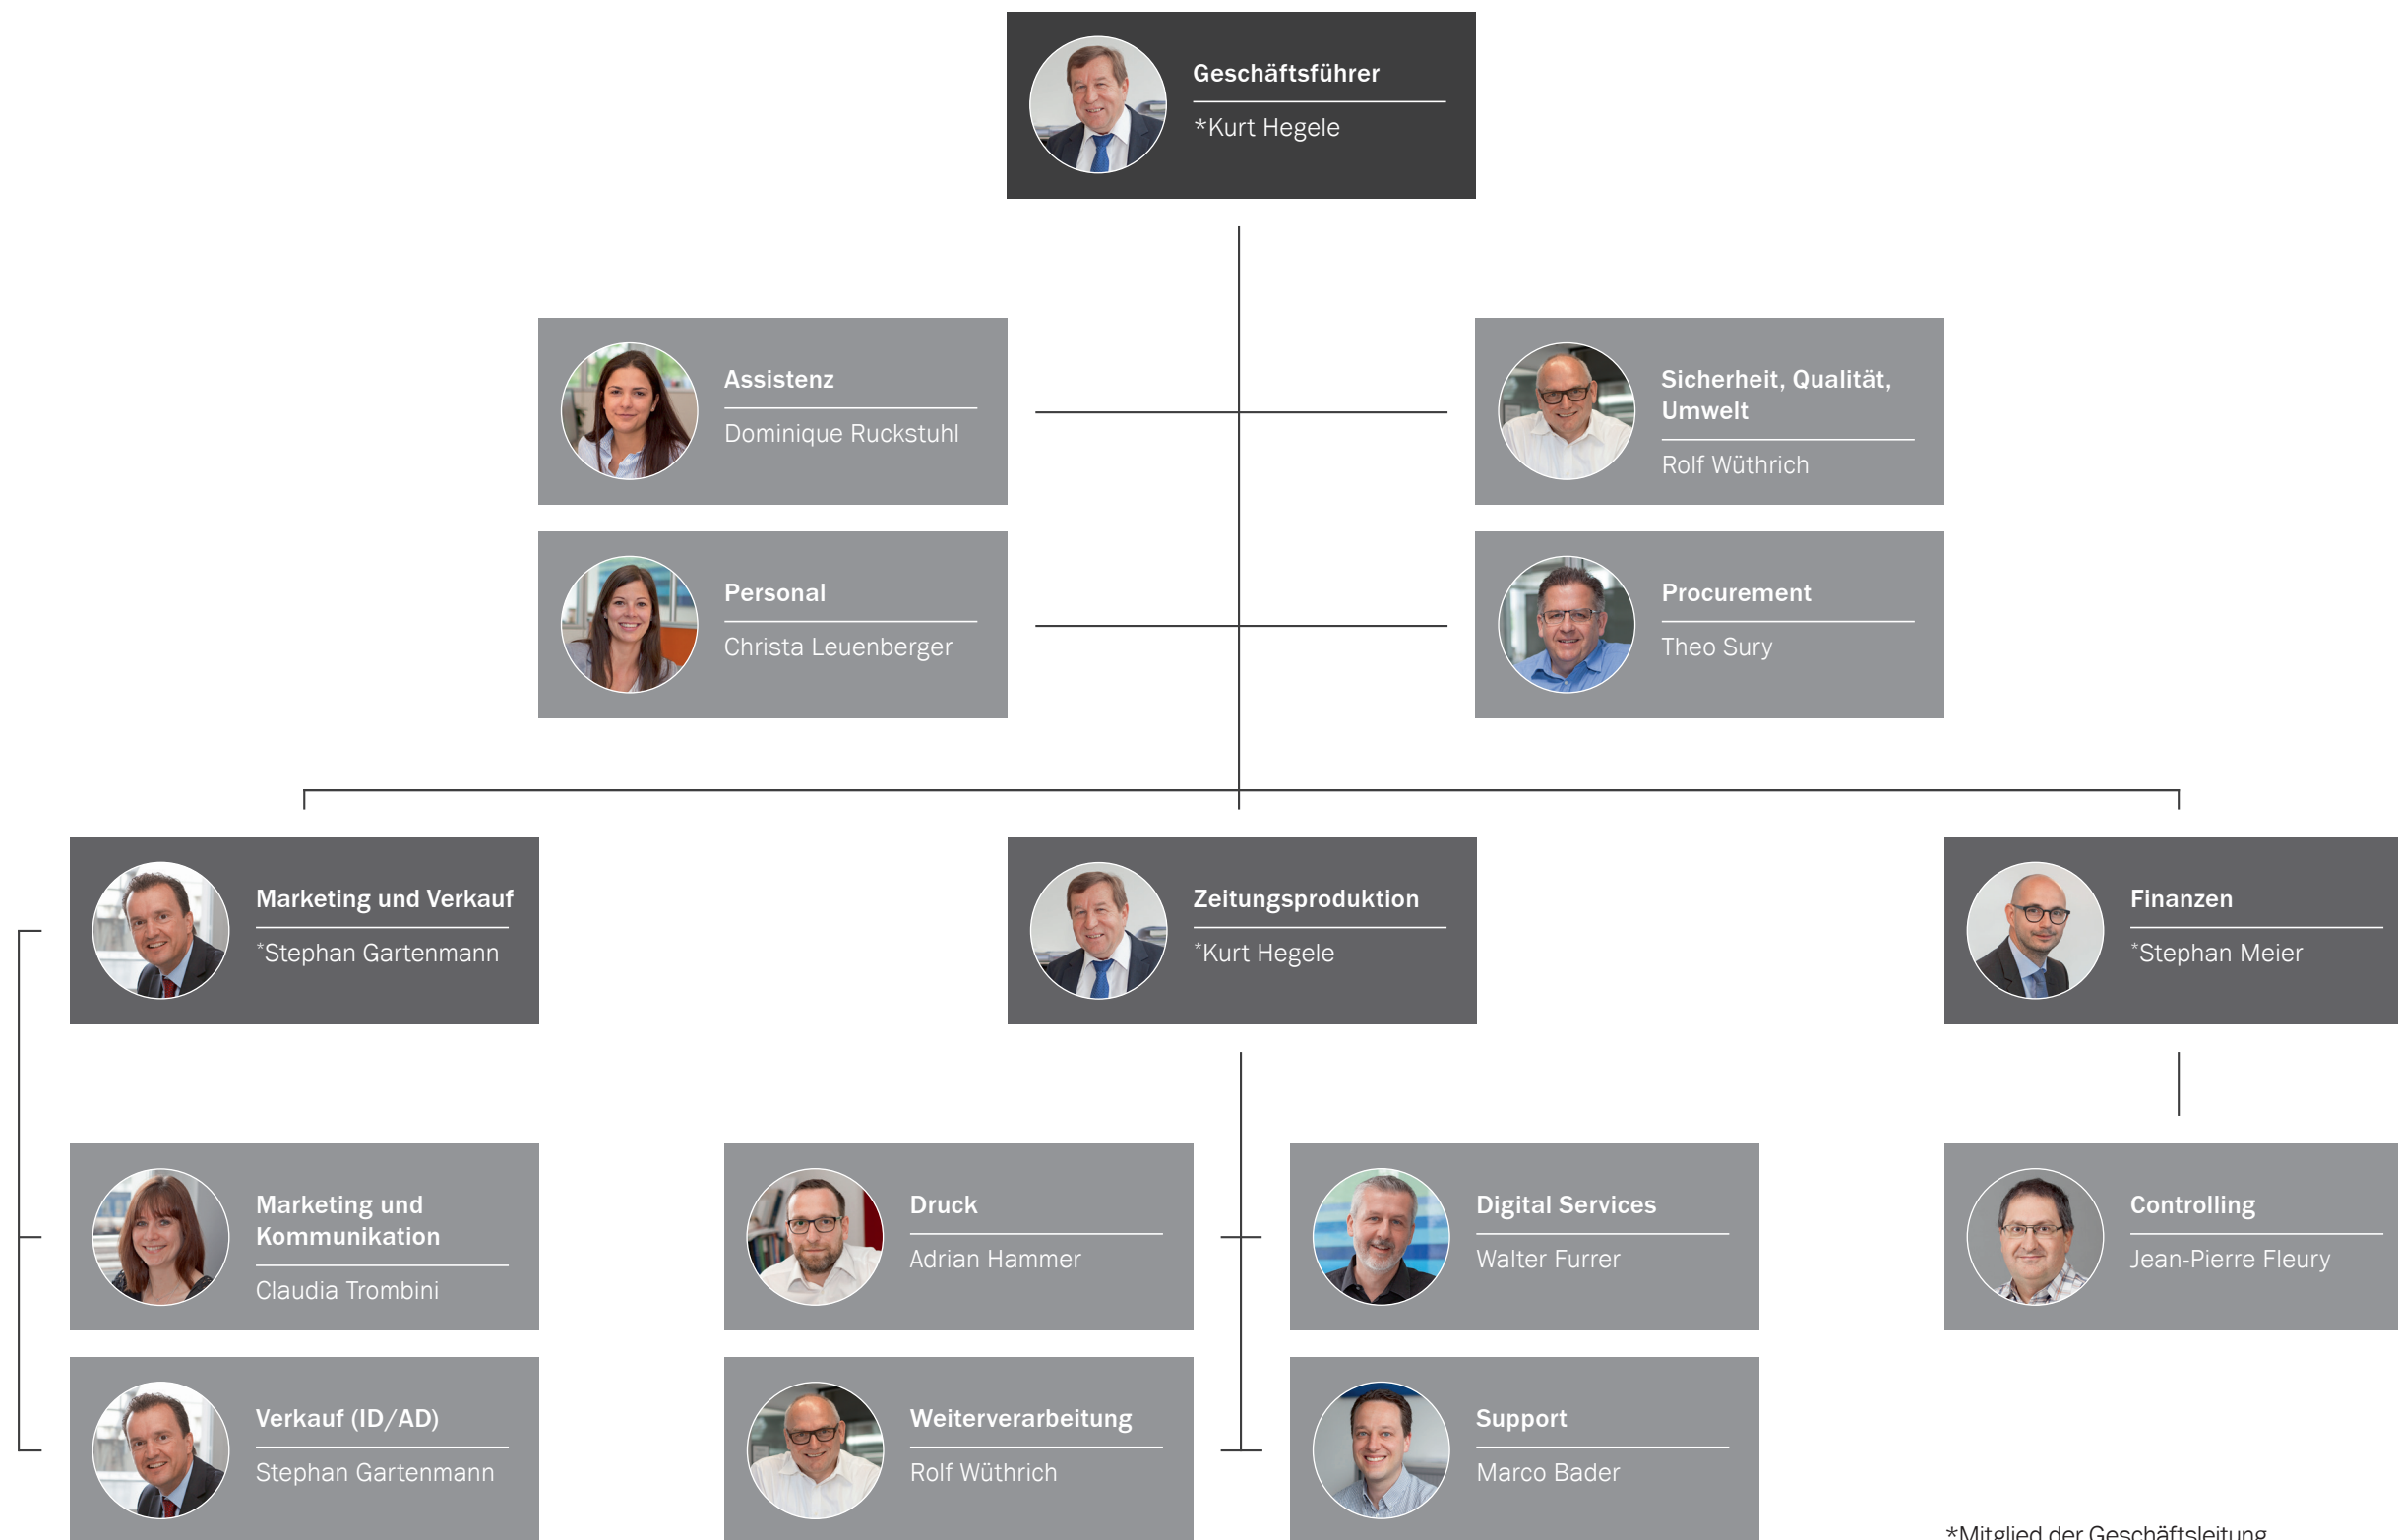 Geschäftsführer
*Kurt Hegele
Assistenz
Dominique Ruckstuhl
Sicherheit, Qualität,
Umwelt
Rolf Wüthrich
Personal
Christa Leuenberger
Procurement
Theo Sury
Marketing und Verkauf
*Stephan Gartenmann
Zeitungsproduktion
*Kurt Hegele
Finanzen
*Stephan Meier
Marketing und
Kommunikation
Claudia Trombini
Druck
Adrian Hammer
Digital Services
Walter Furrer
Controlling
Jean-Pierre Fleury
Verkauf (ID/AD)
Stephan Gartenmann
Weiterverarbeitung
Rolf Wüthrich
Support
Marco Bader
*Mitglied der Geschäftsleitung